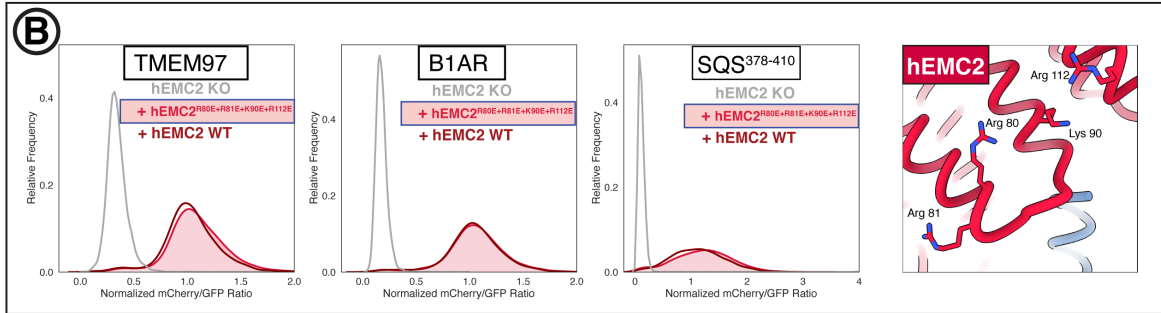 B
TMEM97
hEMC2 KO
+ hEMC2R80E+R81E+K90E+R112E
+ hEMC2 WT
Relative Frequency
0.4
0.2
0.0
0.0
0.5
1.0
1.5
2.0
Normalized mCherry/GFP Ratio
B1AR
hEMC2 KO
+ hEMC2R80E+R81E+K90E+R112E
+ hEMC2 WT
Relative Frequency
0.4
0.2
0.0
0.0
0.5
1.0
1.5
2.0
Normalized mCherry/GFP Ratio
SQS378-410
hEMC2 KO
+ hEMC2R80E+R81E+K90E+R112E
+ hEMC2 WT
Relative Frequency
0.4
0.2
0.0
0
1
2
3
4
Normalized mCherry/GFP Ratio
hEMC2
Arg 112
Arg 80
Lys 90
Arg 81